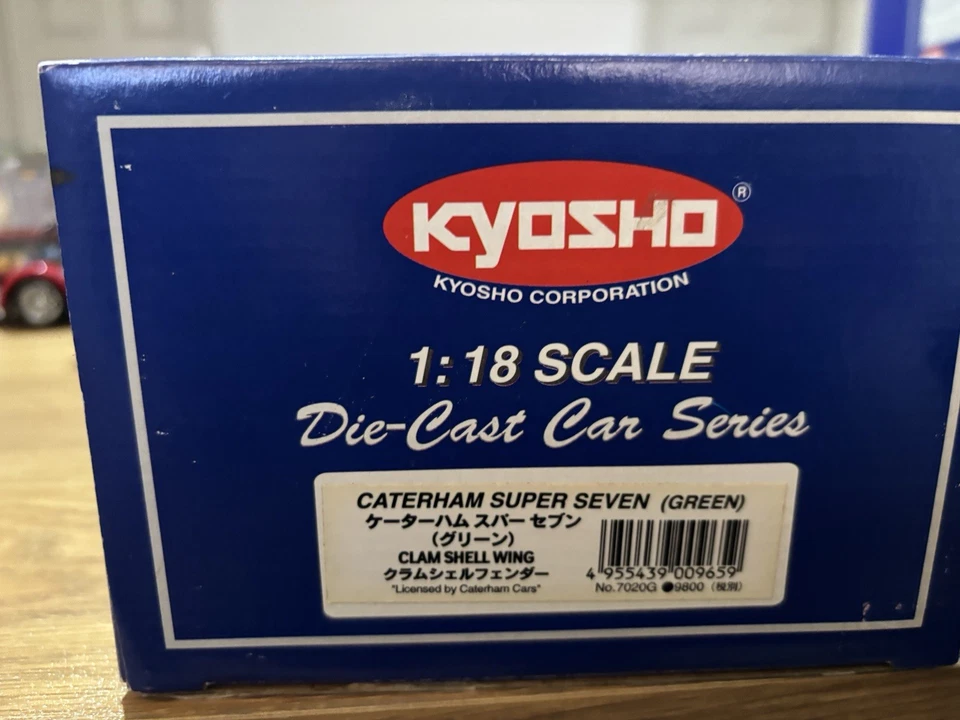 KYOSHO ®
KYOSHO CORPORATION
1:18 SCALE
Die-Cast Car Series
CATERHAM SUPER SEVEN (GREEN)
ケーターハム スパー セブン
(グリーン)
CLAM SHELL WING
クラムシェルフェンダー
"Licensed by Caterham Cars"
4 955439 009659
No.7020G ●9800 (税別)